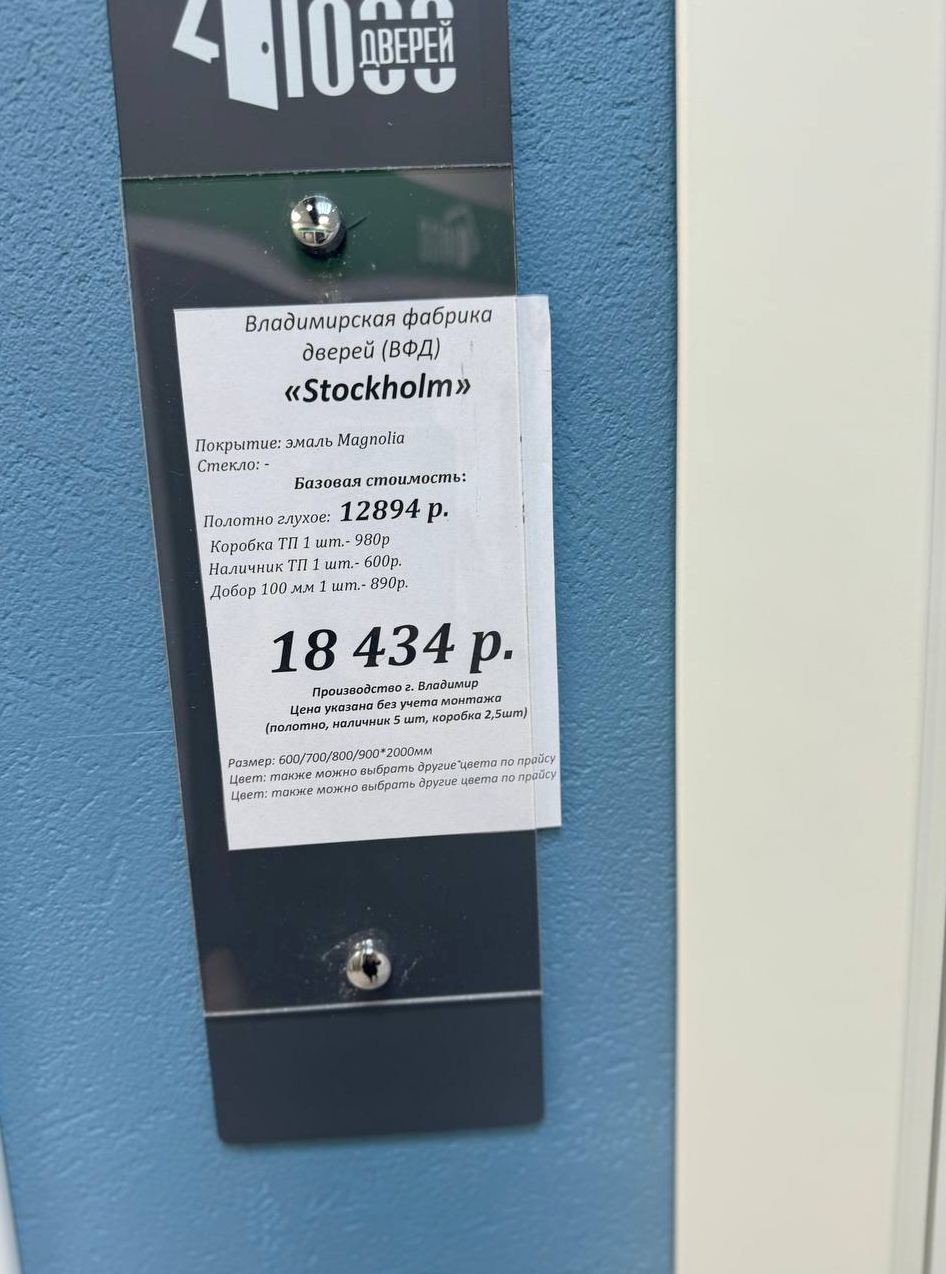 1000
ДВЕРЕЙ
Владимирская фабрика
дверей (ВФД)
«Stockholm»
Покрытие: эмаль Magnolia
Стекло: -
Базовая стоимость:
Полотно глухое: 12894 р.
Коробка ТП 1 шт.- 980р
Наличник ТП 1 шт.- 600р.
Добор 100 мм 1 шт.- 890р.
18 434 р.
Производство г. Владимир
Цена указана без учета монтажа
(полотно, наличник 5 шт, коробка 2,5шт)
Размер: 600/700/800/900*2000мм
Цвет: также можно выбрать другие цвета по прайсу
Цвет: также можно выбрать другие цвета по прайсу